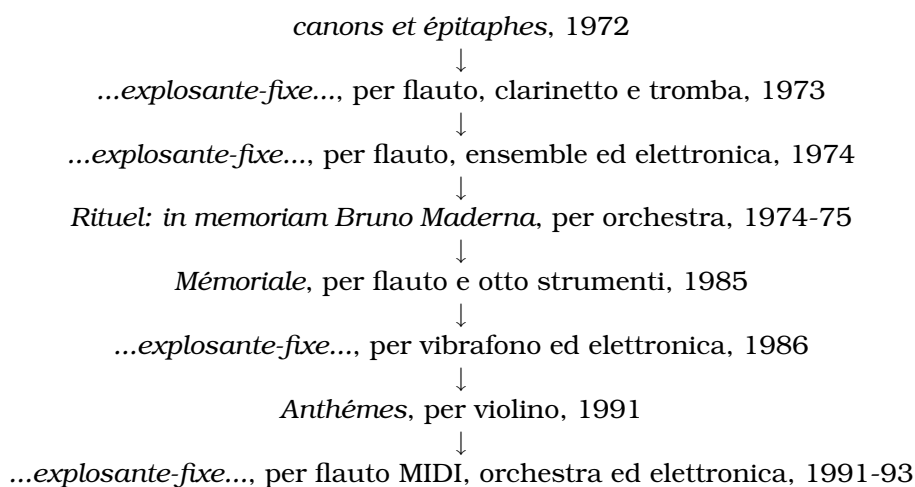 canons et épitaphes, 1972
↓
...explosante-fixe..., per flauto, clarinetto e tromba, 1973
↓
...explosante-fixe..., per flauto, ensemble ed elettronica, 1974
↓
Rituel: in memoriam Bruno Maderna, per orchestra, 1974-75
↓
Mémoriale, per flauto e otto strumenti, 1985
↓
...explosante-fixe..., per vibrafono ed elettronica, 1986
↓
Anthémes, per violino, 1991
↓
...explosante-fixe..., per flauto MIDI, orchestra ed elettronica, 1991-93